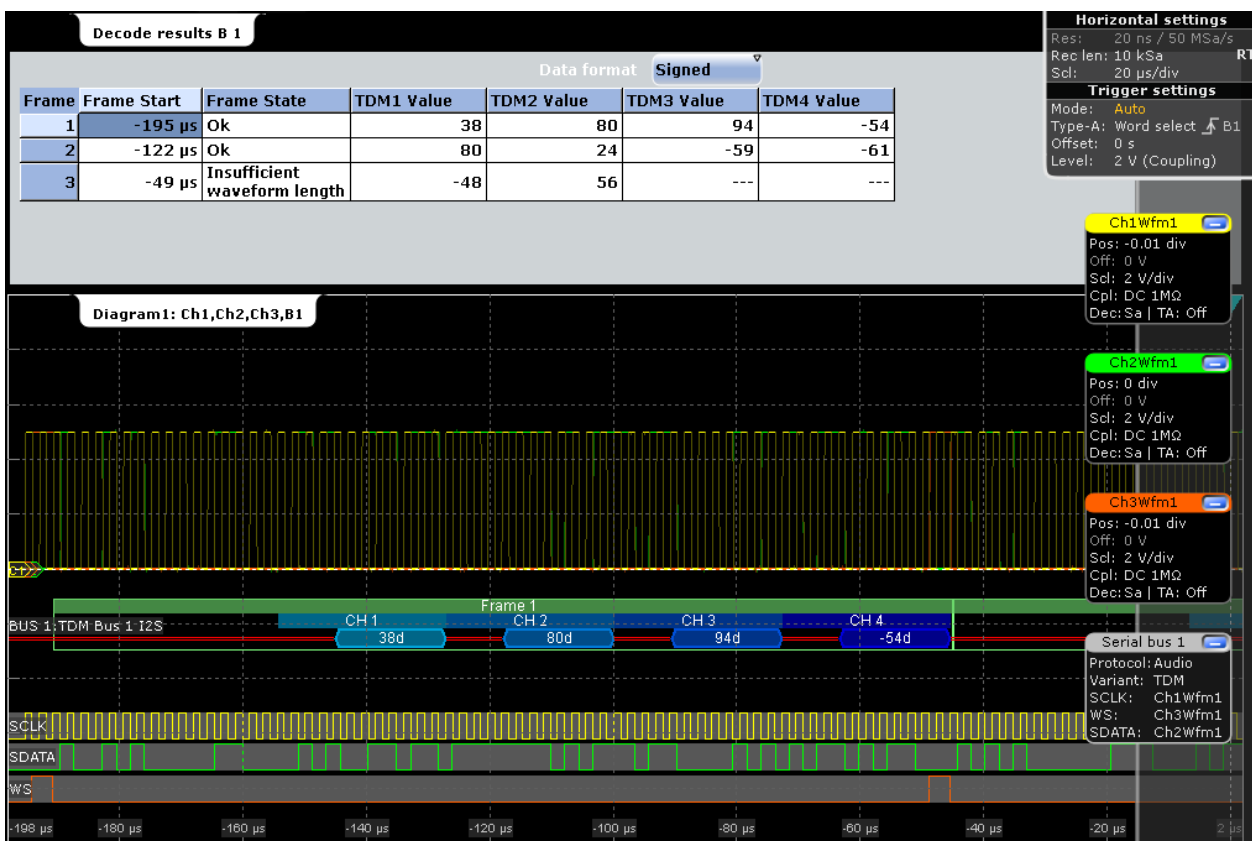 Decode results B 1
Data format Signed
Frame Frame Start Frame State TDM1 Value TDM2 Value TDM3 Value TDM4 Value
1 -195 µs Ok 38 80 94 -54
2 -122 µs Ok 80 24 -59 -61
3 -49 µs Insufficient waveform length -48 56 --- ---
Horizontal settings
Res: 20 ns / 50 MSa/s
Rec len: 10 kSa RT
Scl: 20 µs/div
Trigger settings
Mode: Auto
Type-A: Word select B1
Offset: 0 s
Level: 2 V (Coupling)
Ch1Wfm1
Pos: -0.01 div
Off: 0 V
Scl: 2 V/div
Cpl: DC 1MΩ
Dec: Sa | TA: Off
Diagram1: Ch1,Ch2,Ch3,B1
Ch2Wfm1
Pos: 0 div
Off: 0 V
Scl: 2 V/div
Cpl: DC 1MΩ
Dec: Sa | TA: Off
Ch3Wfm1
Pos: -0.01 div
Off: 0 V
Scl: 2 V/div
Cpl: DC 1MΩ
Dec: Sa | TA: Off
Frame 1
BUS 1:TDM Bus 1 I2S
CH 1 CH 2 CH 3 CH 4
38d 80d 94d -54d
Serial bus 1
Protocol: Audio
Variant: TDM
SCLK: Ch1Wfm1
WS: Ch3Wfm1
SDATA: Ch2Wfm1
SCLK
SDATA
WS
-198 µs -180 µs -160 µs -140 µs -120 µs -100 µs -80 µs -60 µs -40 µs -20 µs 2 µs